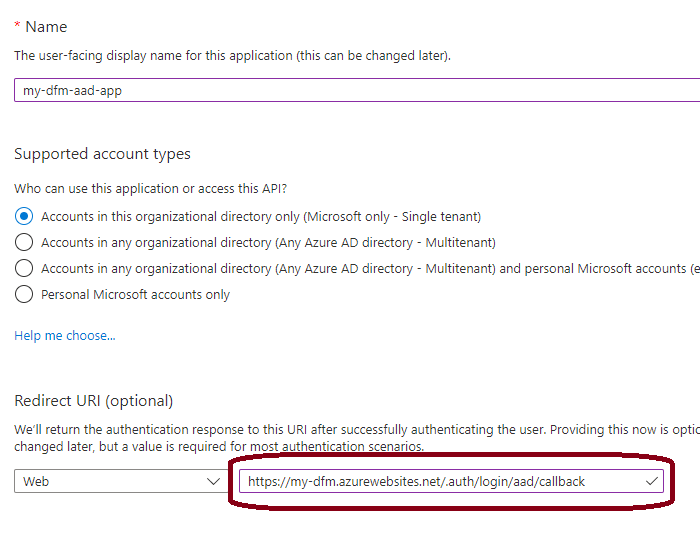 * Name
The user-facing display name for this application (this can be changed later).
my-dfm-aad-app
Supported account types
Who can use this application or access this API?
Accounts in this organizational directory only (Microsoft only - Single tenant)
Accounts in any organizational directory (Any Azure AD directory - Multitenant)
Accounts in any organizational directory (Any Azure AD directory - Multitenant) and personal Microsoft accounts (e
Personal Microsoft accounts only
Help me choose...
Redirect URI (optional)
We'll return the authentication response to this URI after successfully authenticating the user. Providing this now is optio
changed later, but a value is required for most authentication scenarios.
Web
https://my-dfm.azurewebsites.net/.auth/login/aad/callback